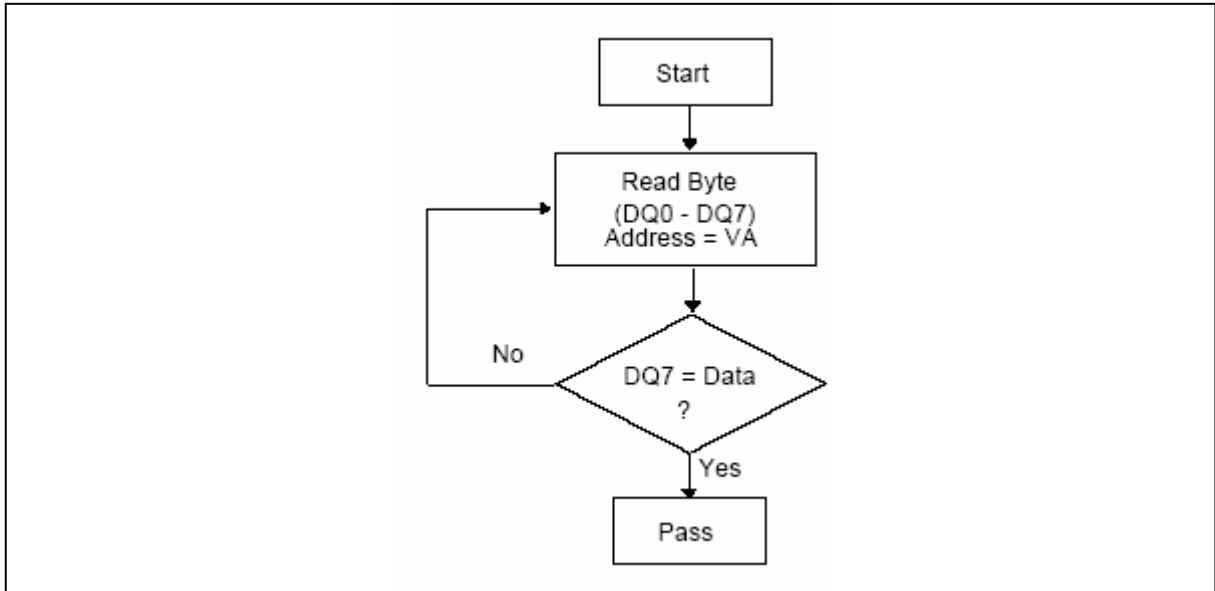 Start
Read Byte
(DQ0 - DQ7)
Address = VA
No
DQ7 = Data
?
Yes
Pass